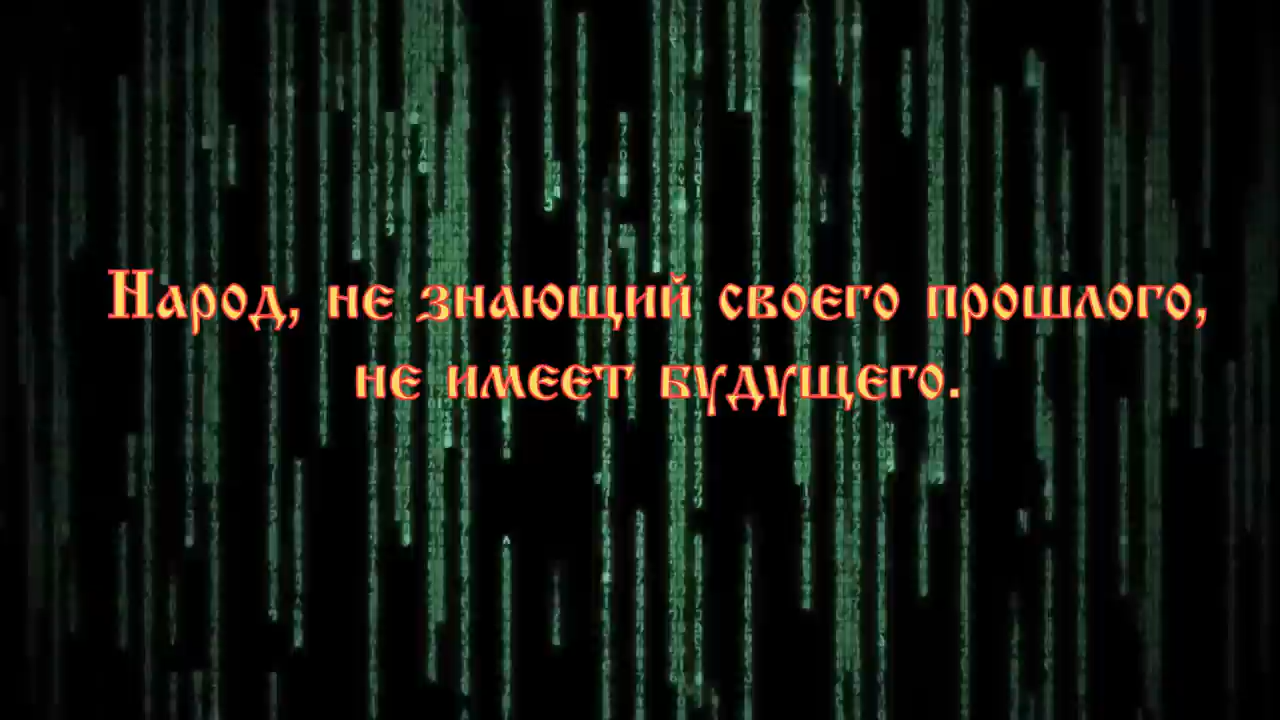 Народ, не знающий своего прошлого,
не имеет будущего.